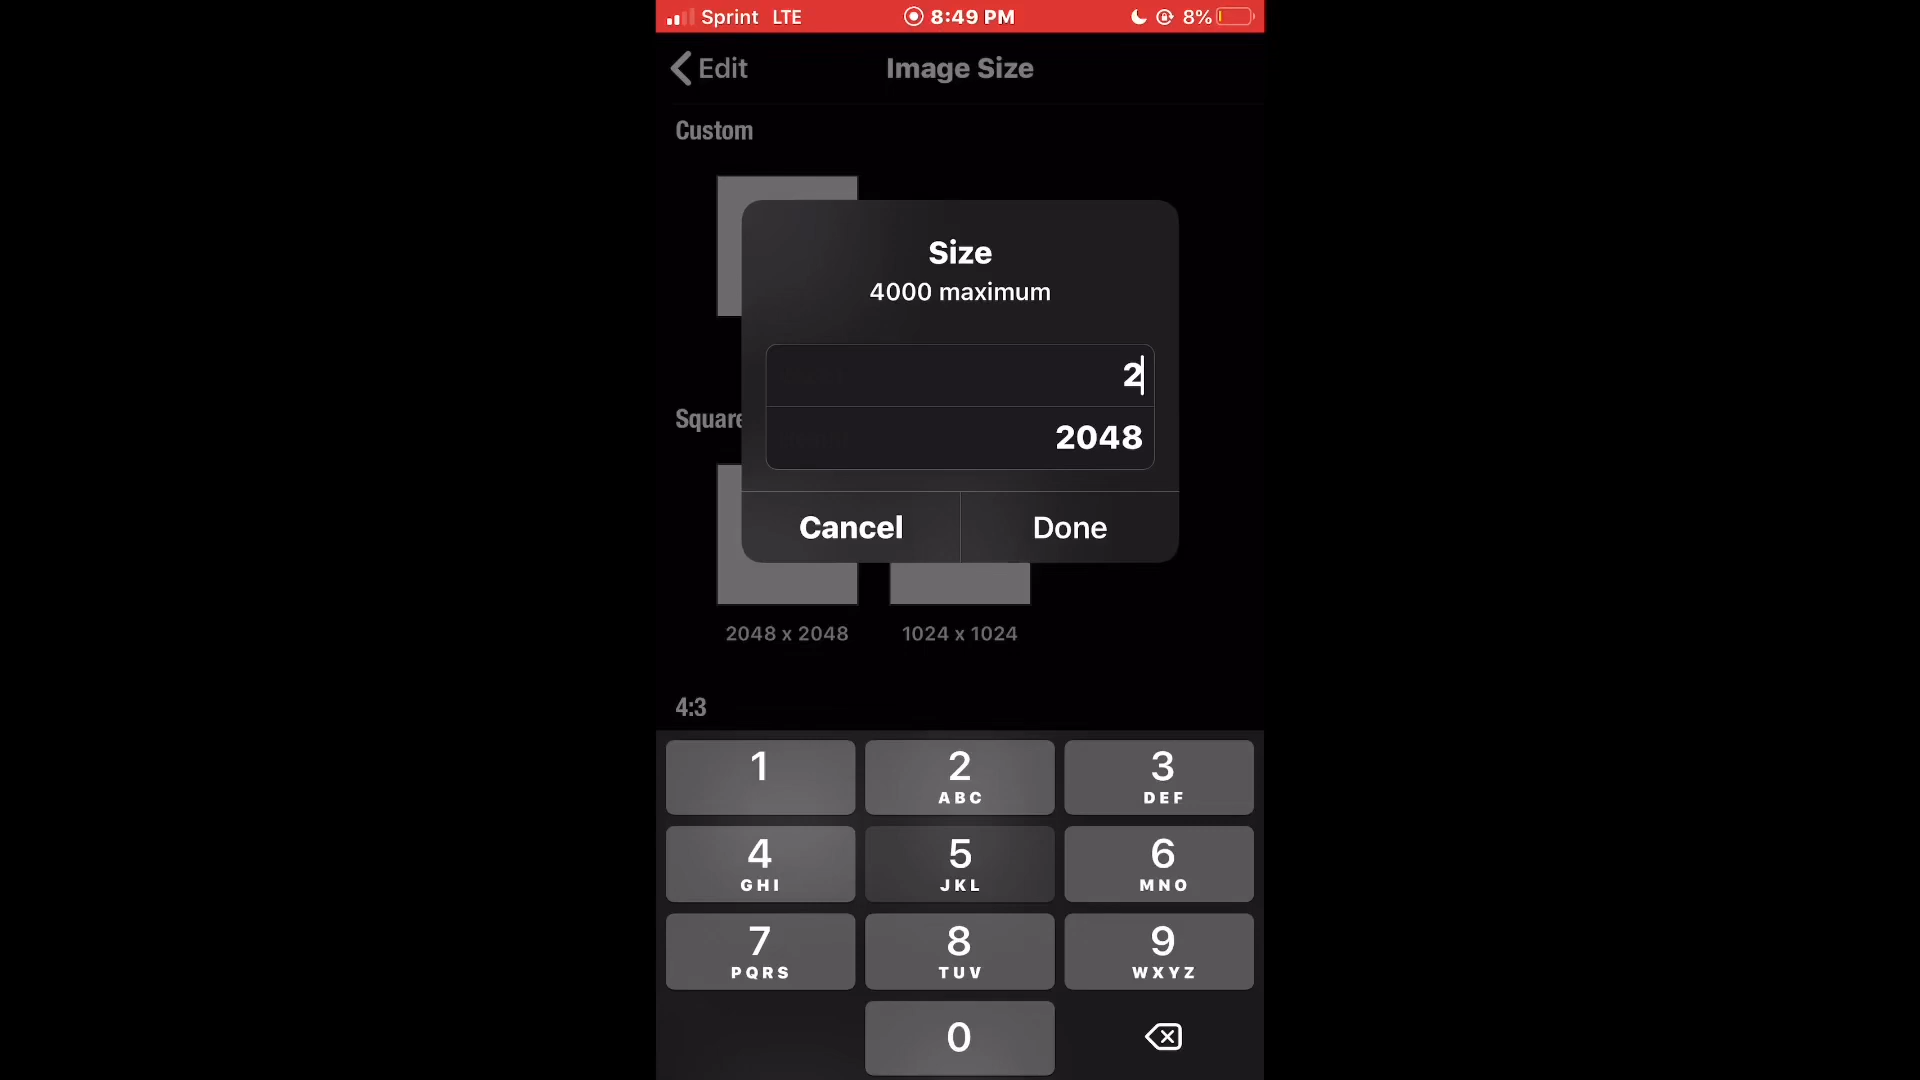 Sprint LTE 8:49 PM 8%
Edit Image Size
Custom
Size
4000 maximum
2
2048
Square
Cancel Done
2048 x 2048 1024 x 1024
4:3
1 2 3
ABC DEF
4 5 6
GHI JKL MNO
7 8 9
PQRS TUV WXYZ
0